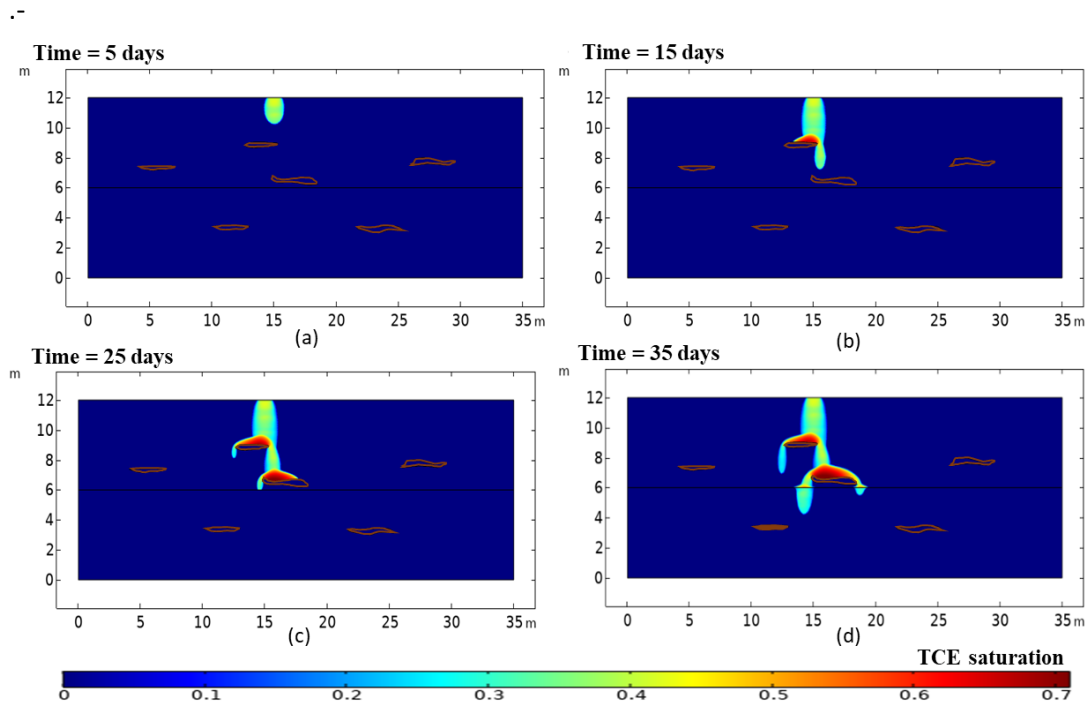 .-
Time = 5 days
Time = 15 days
m
12
10
8
6
4
2
0
0 5 10 15 20 25 30 35 m
(a)
m
12
10
8
6
4
2
0
0 5 10 15 20 25 30 35 m
(b)
Time = 25 days
Time = 35 days
m
12
10
8
6
4
2
0
0 5 10 15 20 25 30 35 m
(c)
m
12
10
8
6
4
2
0
0 5 10 15 20 25 30 35 m
(d)
TCE saturation
0 0.1 0.2 0.3 0.4 0.5 0.6 0.7